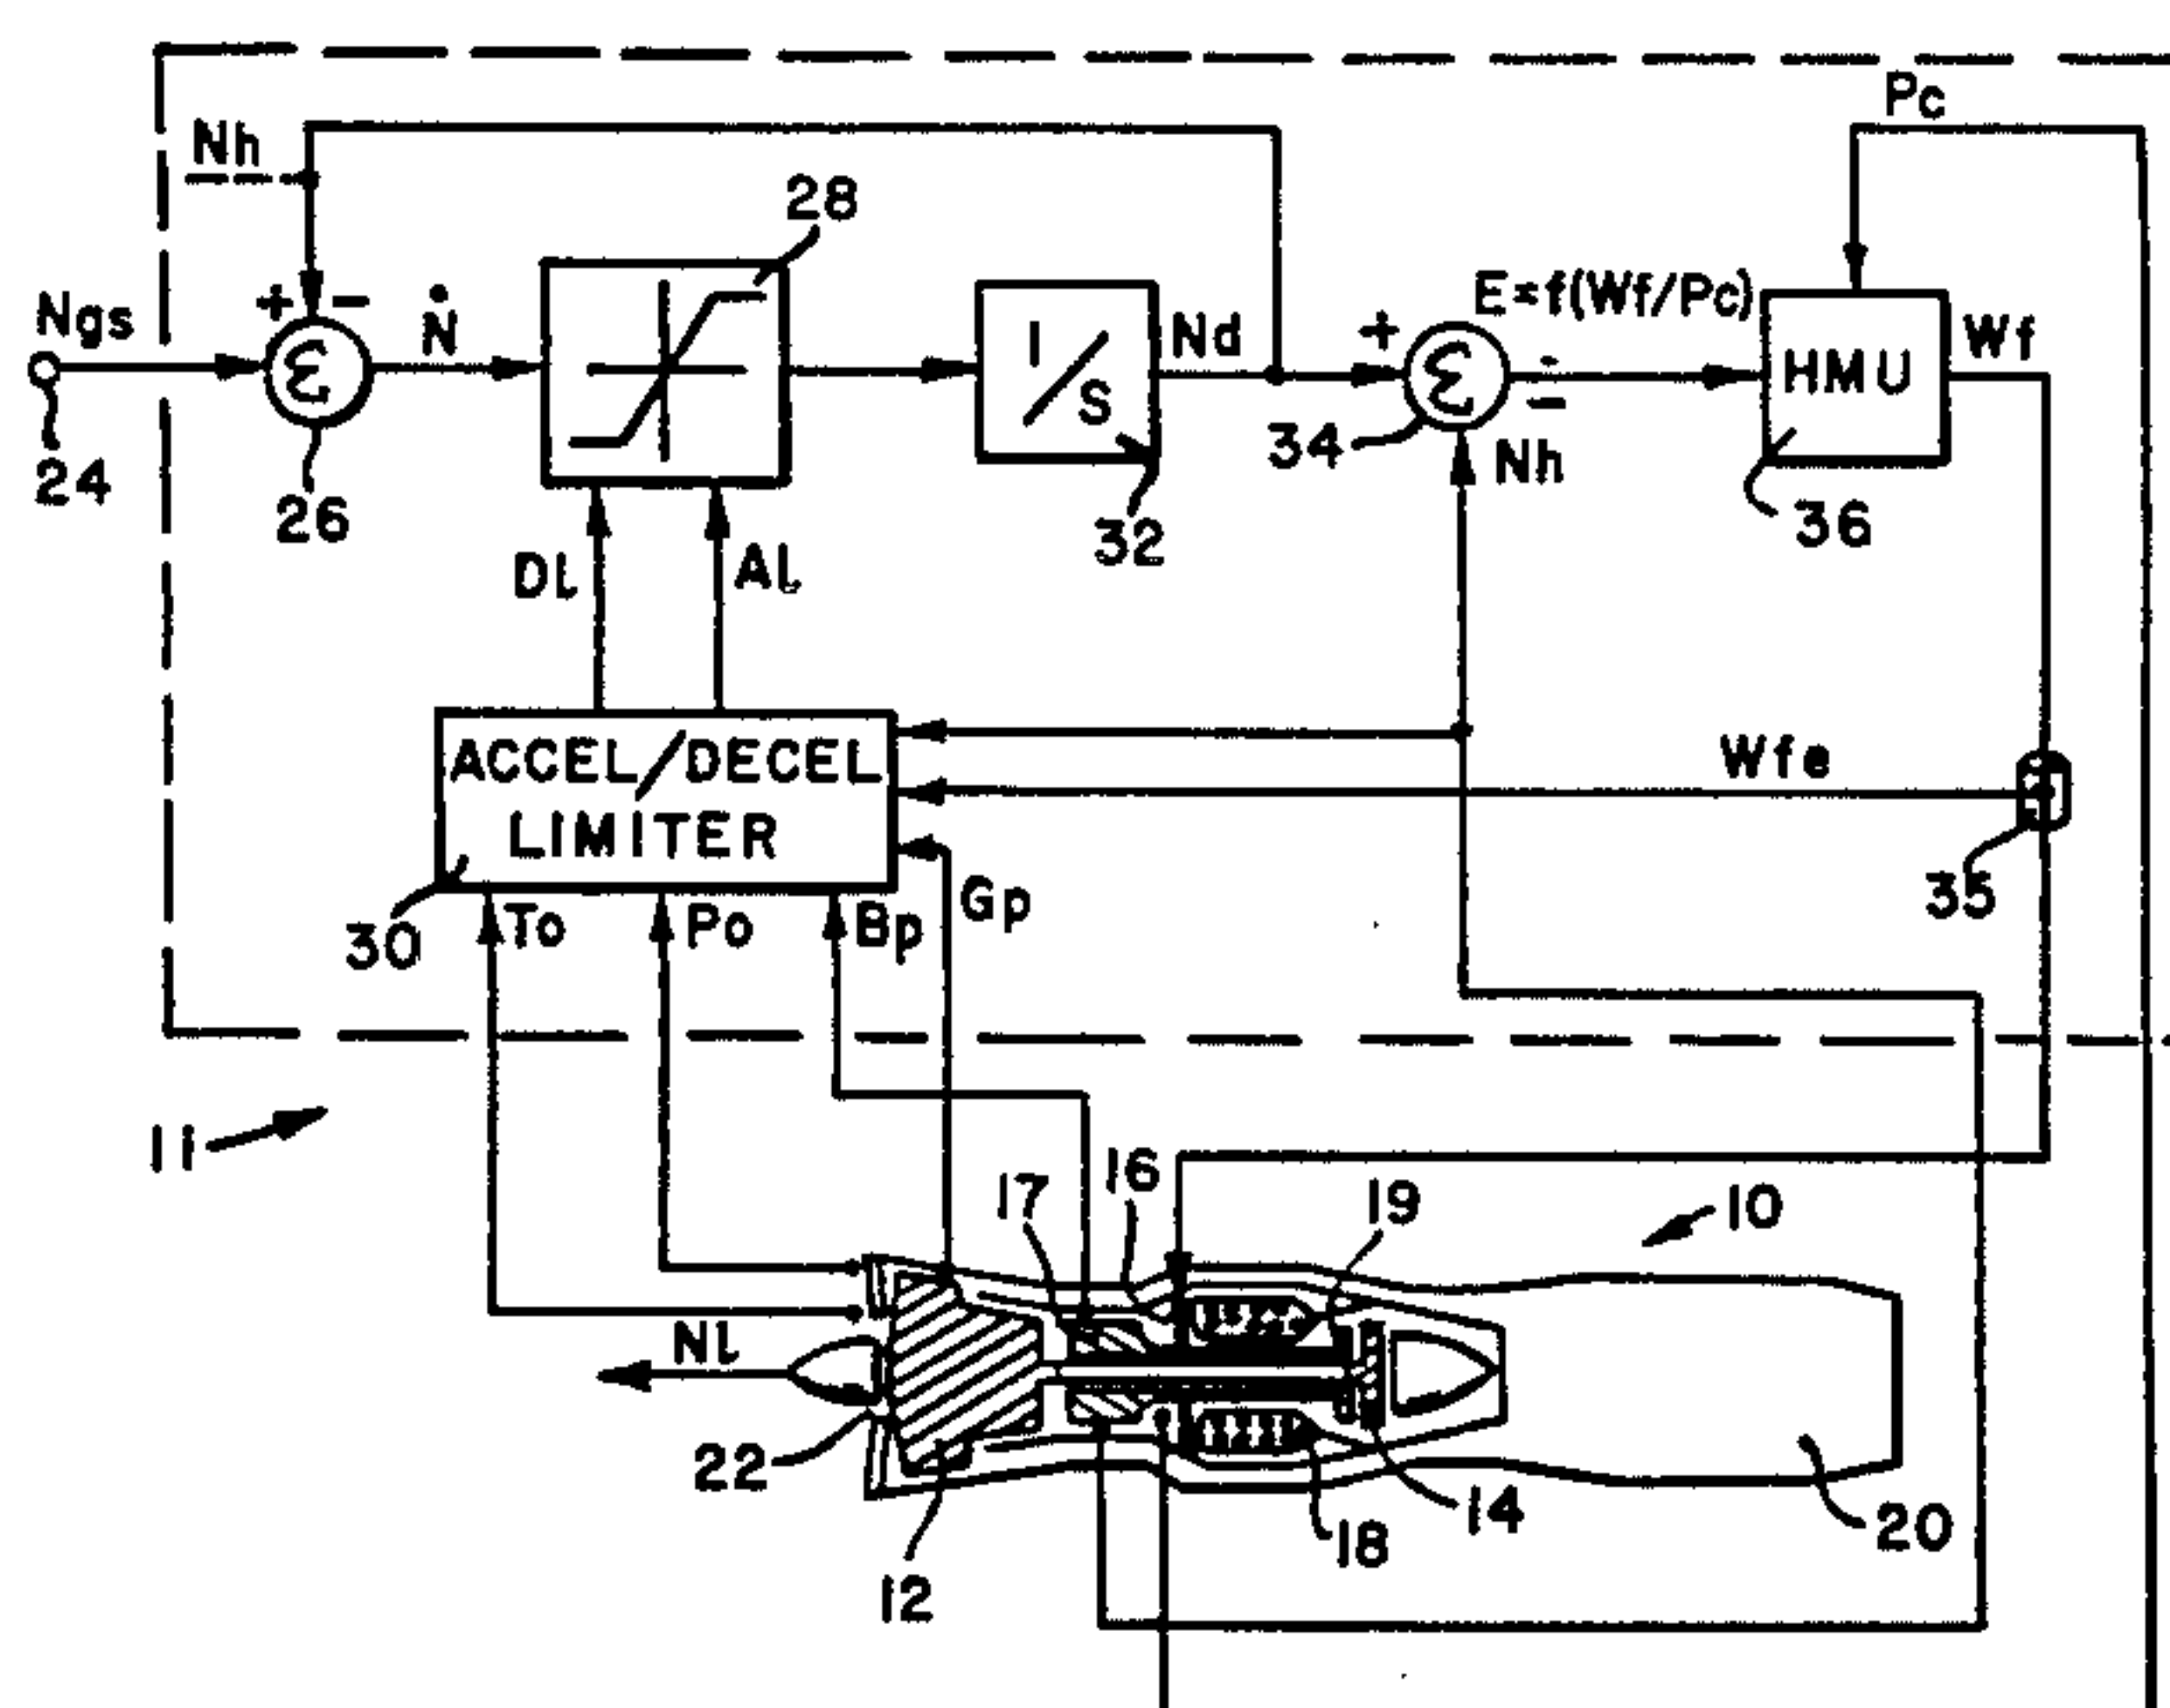 Pc
Nh
28
Ngs
+ −
Ṅ
24
26
I/S
Nd
+
E=f(Wf/Pc)
−
HMU
Wf
34
Nh
32
36
Dl
Al
ACCEL/DECEL
LIMITER
Wfe
35
30
To
Po
Bp
Gp
11
17
16
19
10
Nl
22
12
18
14
20